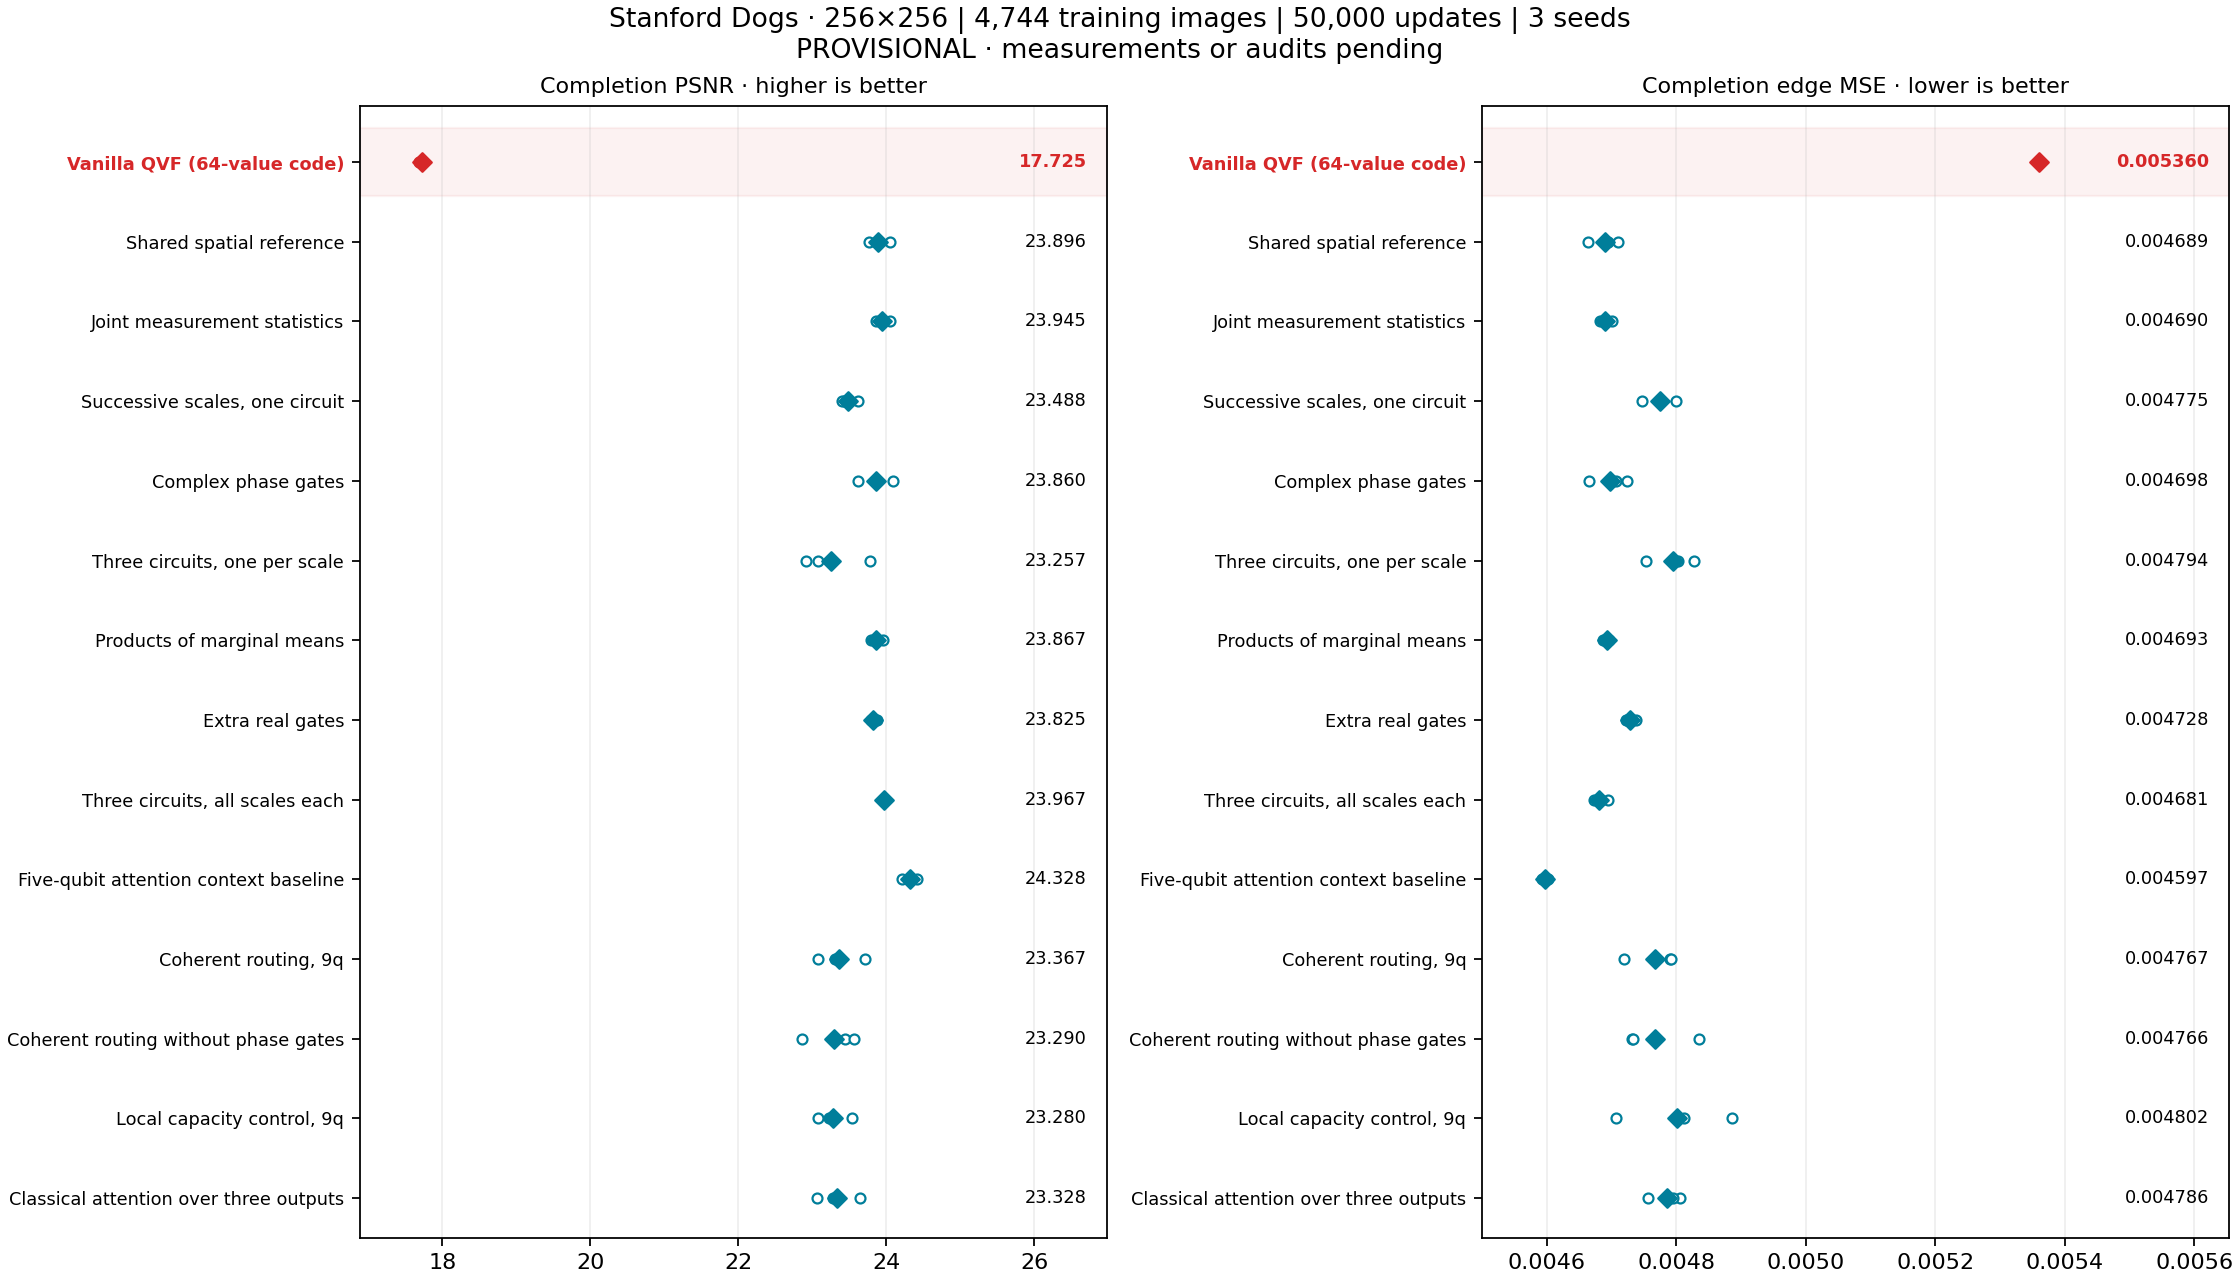 Stanford Dogs · 256×256 | 4,744 training images | 50,000 updates | 3 seeds
PROVISIONAL · measurements or audits pending
Completion PSNR · higher is better
Vanilla QVF (64-value code) 17.725
Shared spatial reference 23.896
Joint measurement statistics 23.945
Successive scales, one circuit 23.488
Complex phase gates 23.860
Three circuits, one per scale 23.257
Products of marginal means 23.867
Extra real gates 23.825
Three circuits, all scales each 23.967
Five-qubit attention context baseline 24.328
Coherent routing, 9q 23.367
Coherent routing without phase gates 23.290
Local capacity control, 9q 23.280
Classical attention over three outputs 23.328
18 20 22 24 26
Completion edge MSE · lower is better
Vanilla QVF (64-value code) 0.005360
Shared spatial reference 0.004689
Joint measurement statistics 0.004690
Successive scales, one circuit 0.004775
Complex phase gates 0.004698
Three circuits, one per scale 0.004794
Products of marginal means 0.004693
Extra real gates 0.004728
Three circuits, all scales each 0.004681
Five-qubit attention context baseline 0.004597
Coherent routing, 9q 0.004767
Coherent routing without phase gates 0.004766
Local capacity control, 9q 0.004802
Classical attention over three outputs 0.004786
0.0046 0.0048 0.0050 0.0052 0.0054 0.0056